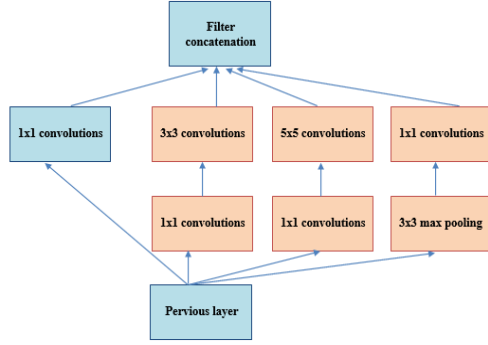 Filter
concatenation
1x1 convolutions
3x3 convolutions
5x5 convolutions
1x1 convolutions
1x1 convolutions
1x1 convolutions
3x3 max pooling
Pervious layer